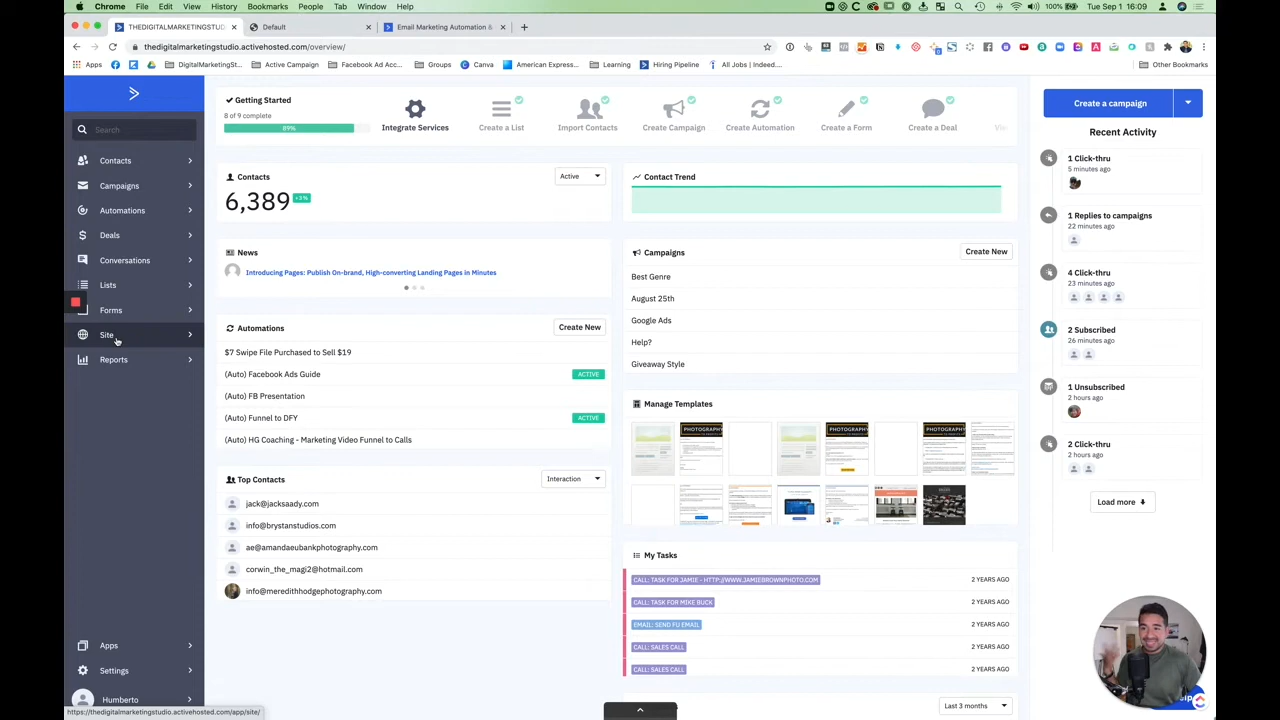 Chrome File Edit View History Bookmarks People Tab Window Help
100% Tue Sep 1 16:09
THEDIGITALMARKETINGSTUD
Default
Email Marketing Automation &
thedigitalmarketingstudio.activehosted.com/overview/
Apps
DigitalMarketingSt...
Active Campaign
Facebook Ad Acc...
Groups
Canva
American Express...
Learning
Hiring Pipeline
All Jobs | Indeed....
Other Bookmarks
Search
Contacts
Campaigns
Automations
Deals
Conversations
Lists
Forms
Site
Reports
Apps
Settings
Humberto
https://thedigitalmarketingstudio.activehosted.com/app/site/
Getting Started
8 of 9 complete
89%
Integrate Services
Create a List
Import Contacts
Create Campaign
Create Automation
Create a Form
Create a Deal
Contacts
Active
6,389
+3%
Contact Trend
News
Introducing Pages: Publish On-brand, High-converting Landing Pages in Minutes
Campaigns
Create New
Best Genre
August 25th
Google Ads
Help?
Giveaway Style
Automations
Create New
$7 Swipe File Purchased to Sell $19
(Auto) Facebook Ads Guide
ACTIVE
(Auto) FB Presentation
(Auto) Funnel to DFY
ACTIVE
(Auto) HG Coaching - Marketing Video Funnel to Calls
Manage Templates
PHOTOGRAPHY
PHOTOGRAPHY
PHOTOGRAPHY
Top Contacts
Interaction
jack@jacksaady.com
info@brystanstudios.com
ae@amandaeubankphotography.com
corwin_the_magi2@hotmail.com
info@meredithhodgephotography.com
My Tasks
CALL: TASK FOR JAMIE - HTTP://WWW.JAMIEBROWNPHOTO.COM
2 YEARS AGO
CALL: TASK FOR MIKE BUCK
2 YEARS AGO
EMAIL: SEND FU EMAIL
2 YEARS AGO
CALL: SALES CALL
2 YEARS AGO
CALL: SALES CALL
2 YEARS AGO
Last 3 months
Create a campaign
Recent Activity
1 Click-thru
5 minutes ago
1 Replies to campaigns
22 minutes ago
4 Click-thru
23 minutes ago
2 Subscribed
26 minutes ago
1 Unsubscribed
2 hours ago
2 Click-thru
2 hours ago
Load more